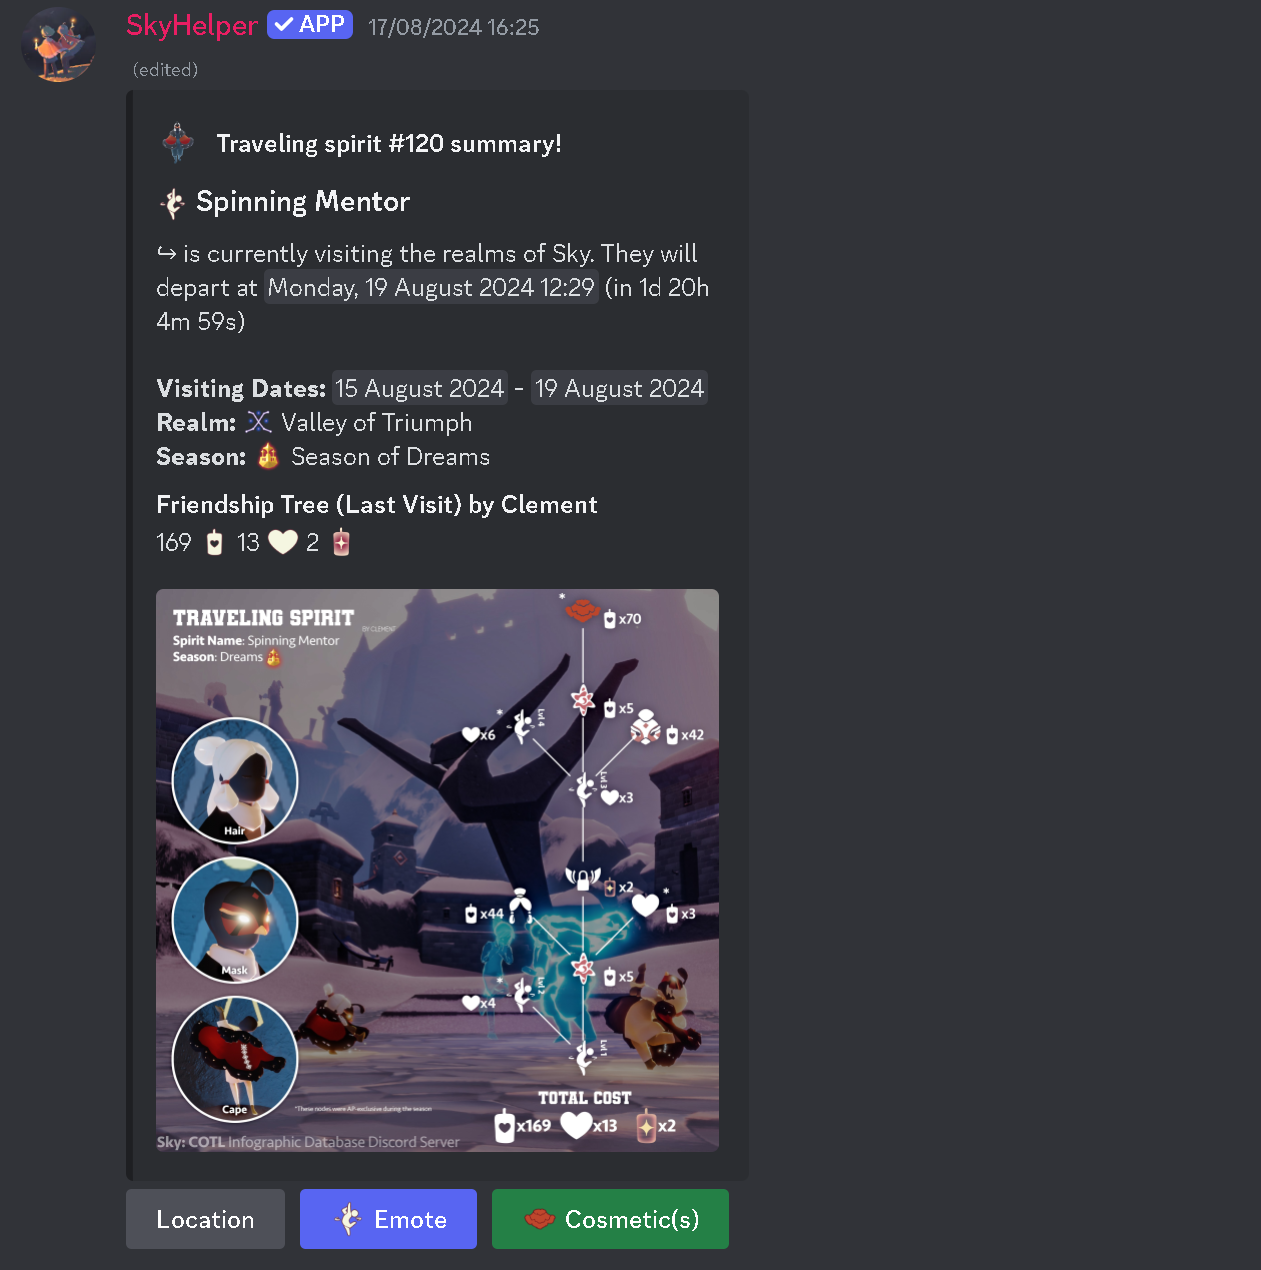 SkyHelper ✓ APP 17/08/2024 16:25
(edited)
Traveling spirit #120 summary!
Spinning Mentor
↪ is currently visiting the realms of Sky. They will
depart at Monday, 19 August 2024 12:29 (in 1d 20h
4m 59s)
Visiting Dates: 15 August 2024 - 19 August 2024
Realm: Valley of Triumph
Season: Season of Dreams
Friendship Tree (Last Visit) by Clement
169 13 2
TRAVELING SPIRIT
BY CLEMENT
Spirit Name: Spinning Mentor
Season: Dreams
* x70
x5
* Lvl 4
x6
x42
Lvl 3
x3
x2
x44
* x3
x5
* Lvl 2
x4
Lvl 1
Hair
Mask
Cape
*These nodes were AP-exclusive during the season
TOTAL COST
x169 x13 x2
Sky: COTL Infographic Database Discord Server
Location Emote Cosmetic(s)